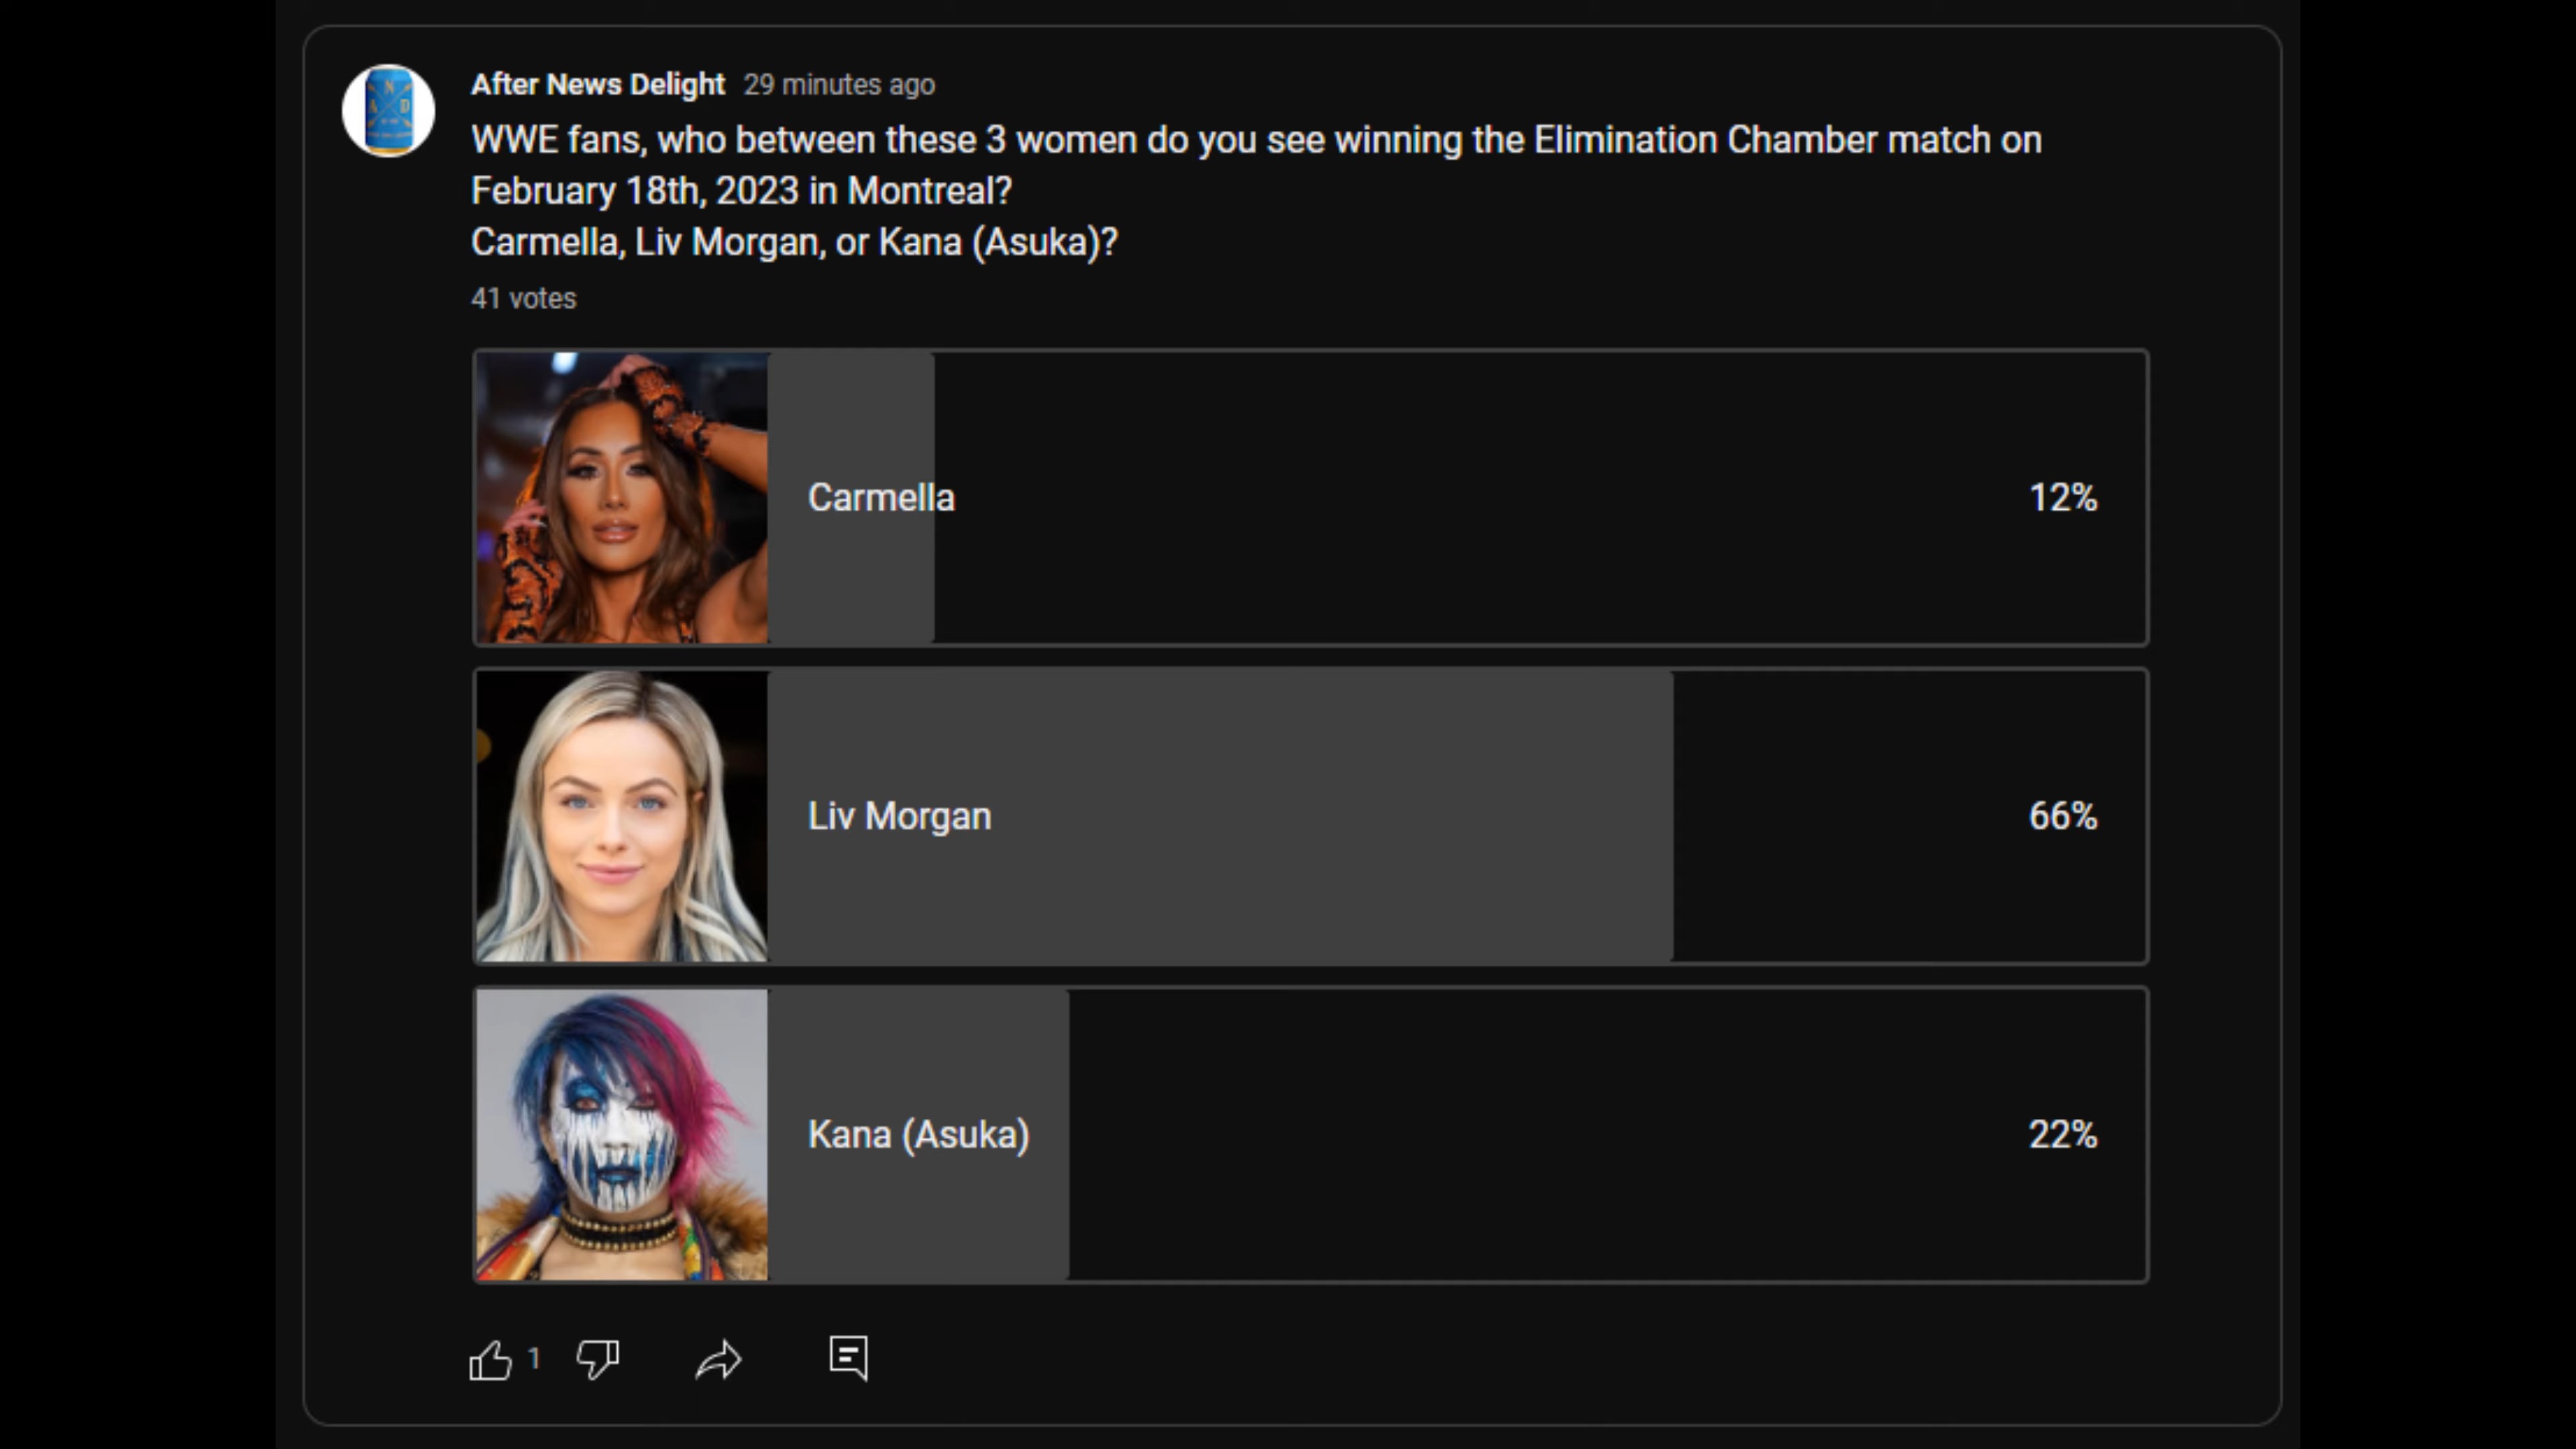 After News Delight 29 minutes ago
WWE fans, who between these 3 women do you see winning the Elimination Chamber match on
February 18th, 2023 in Montreal?
Carmella, Liv Morgan, or Kana (Asuka)?
41 votes
Carmella 12%
Liv Morgan 66%
Kana (Asuka) 22%
1
N
A D